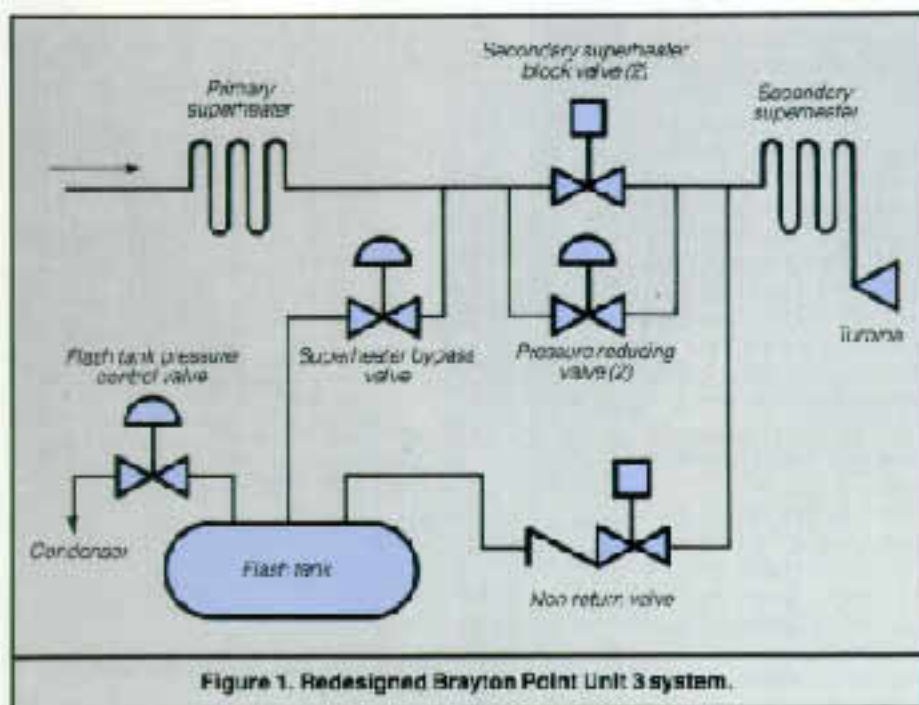 Secondary superheater
block valve (2)
Primary
superheater
Secondary
superheater
Turbine
Flash tank pressure
control valve
Superheater bypass
valve
Pressure reducing
valve (2)
Condensor
Flash tank
Non return valve
Figure 1. Redesigned Brayton Point Unit 3 system.